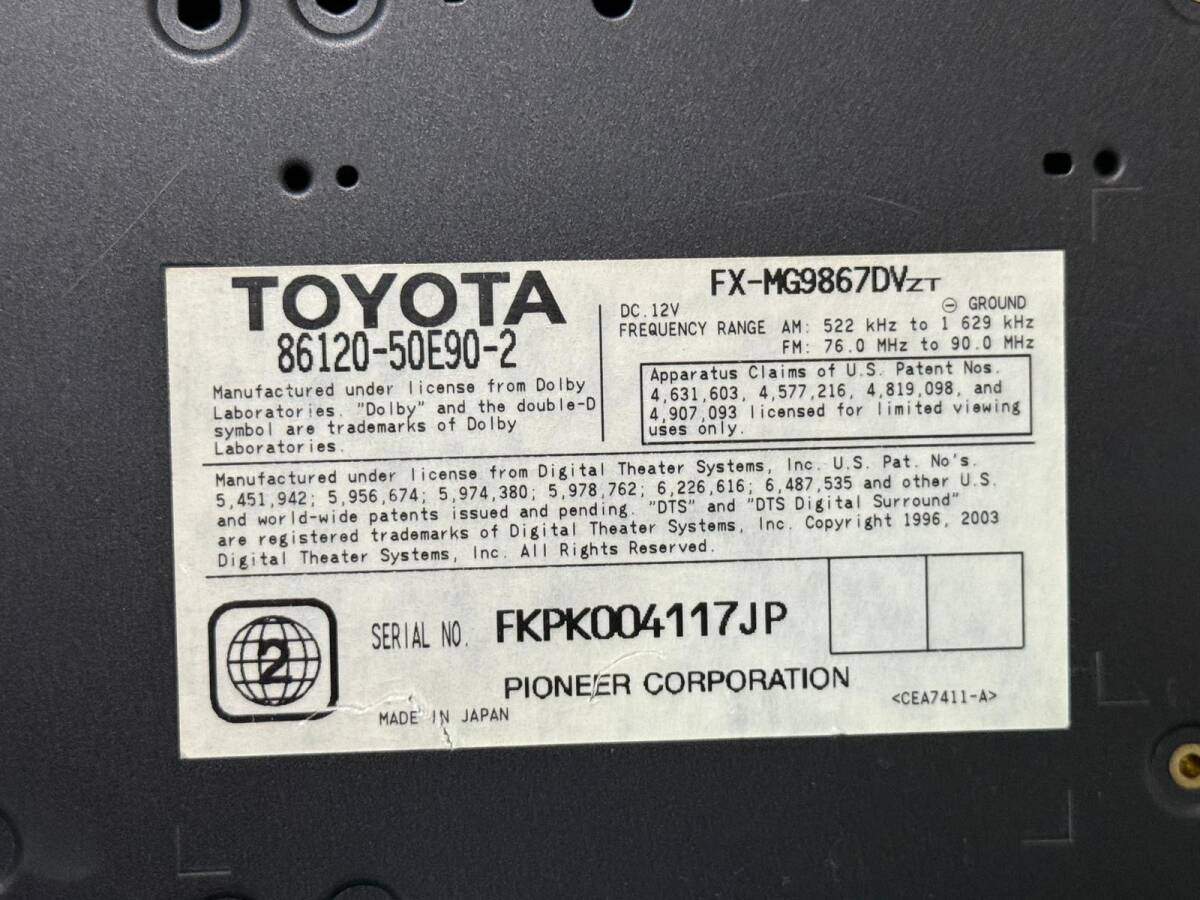 TOYOTA
86120-50E90-2
Manufactured under license from Dolby
Laboratories. "Dolby" and the double-D
symbol are trademarks of Dolby
Laboratories.
FX-MG9867DVZT
DC.12V ⊖ GROUND
FREQUENCY RANGE AM: 522 kHz to 1 629 kHz
FM: 76.0 MHz to 90.0 MHz
Apparatus Claims of U.S. Patent Nos.
4,631,603, 4,577,216, 4,819,098, and
4,907,093 licensed for limited viewing
uses only.
Manufactured under license from Digital Theater Systems, Inc. U.S. Pat. No's.
5,451,942; 5,956,674; 5,974,380; 5,978,762; 6,226,616; 6,487,535 and other U.S.
and world-wide patents issued and pending. "DTS" and "DTS Digital Surround"
are registered trademarks of Digital Theater Systems, Inc. Copyright 1996, 2003
Digital Theater Systems, Inc. All Rights Reserved.
2
SERIAL NO. FKPK004117JP
PIONEER CORPORATION
MADE IN JAPAN
<CEA7411-A>